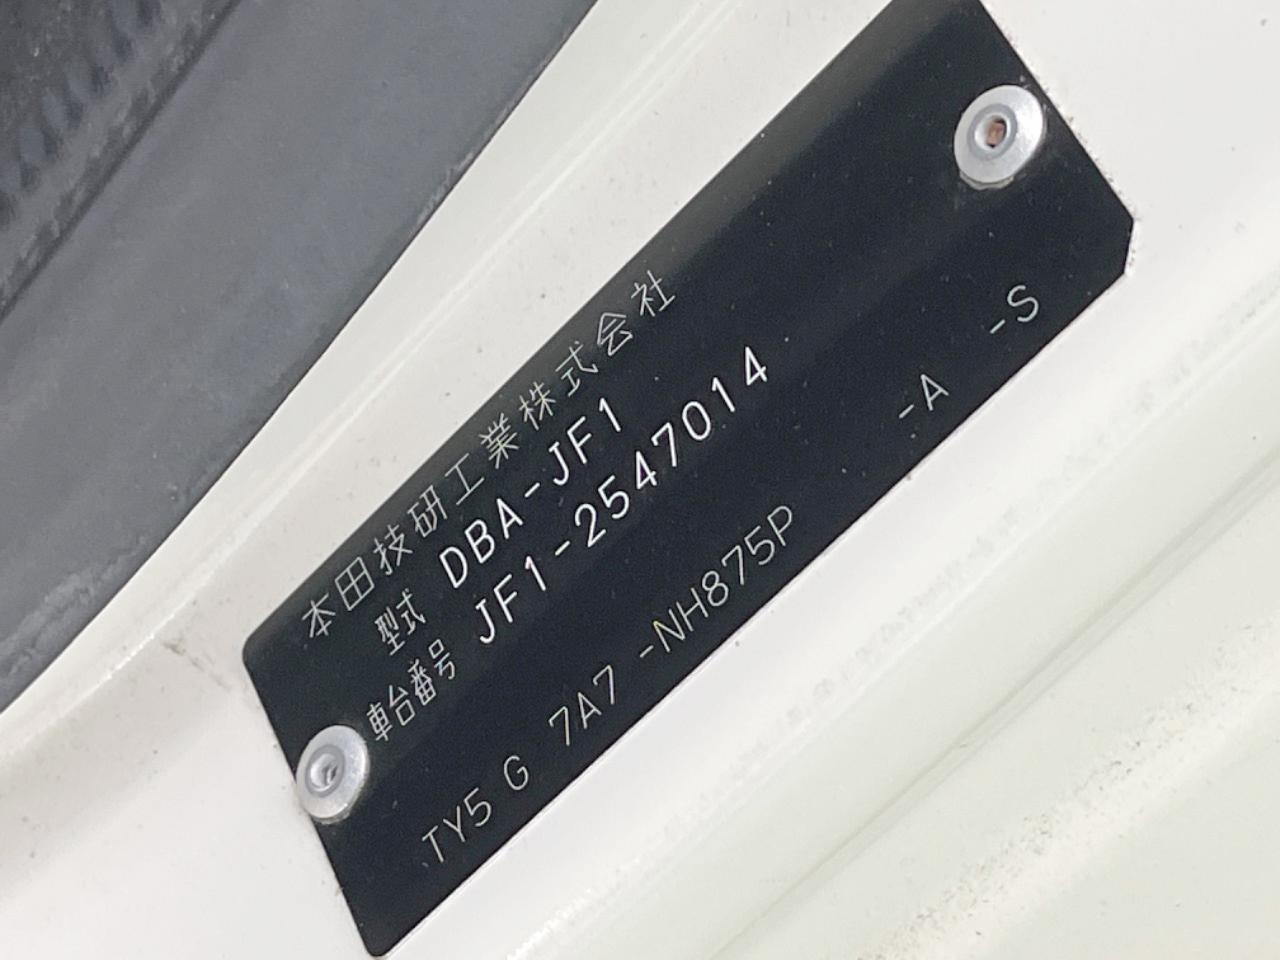 本田技研工業株式会社
型式 DBA-JF1
車台番号 JF1-2547014
TY5 G 7A7 -NH875P -A -S